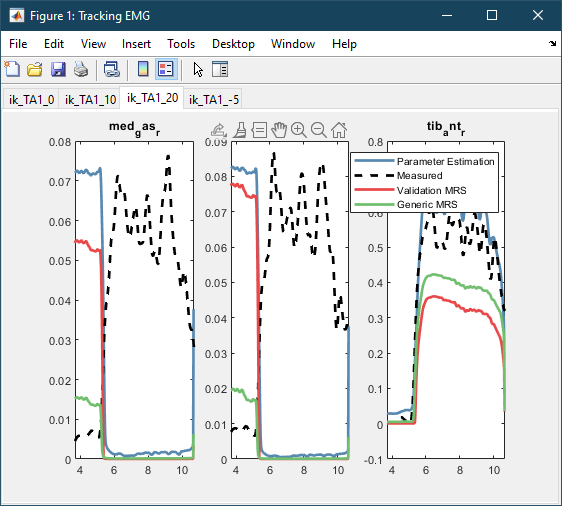 Figure 1: Tracking EMG
File Edit View Insert Tools Desktop Window Help
ik_TA1_0 ik_TA1_10 ik_TA1_20 ik_TA1_-5
med_gas_r tib_ant_r
0.08 0.09 0.8
Parameter Estimation
Measured
Validation MRS
Generic MRS
0.07 0.08
0.06 0.07 0.6
0.05 0.06 0.5
0.05 0.4
0.04
0.04 0.3
0.03
0.03 0.2
0.02
0.02 0.1
0.01 0.01 0
0 0 -0.1
4 6 8 10 4 6 8 10 4 6 8 10